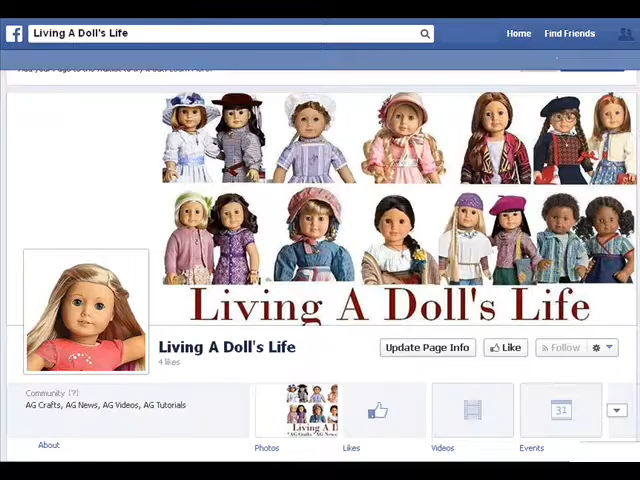 Living A Doll's Life
Home
Find Friends
Living A Doll's Life
Living A Doll's Life
4 likes
Update Page Info
Like
Follow
Community [?]
AG Crafts, AG News, AG Videos, AG Tutorials
About
Photos
Likes
31
Videos
Events